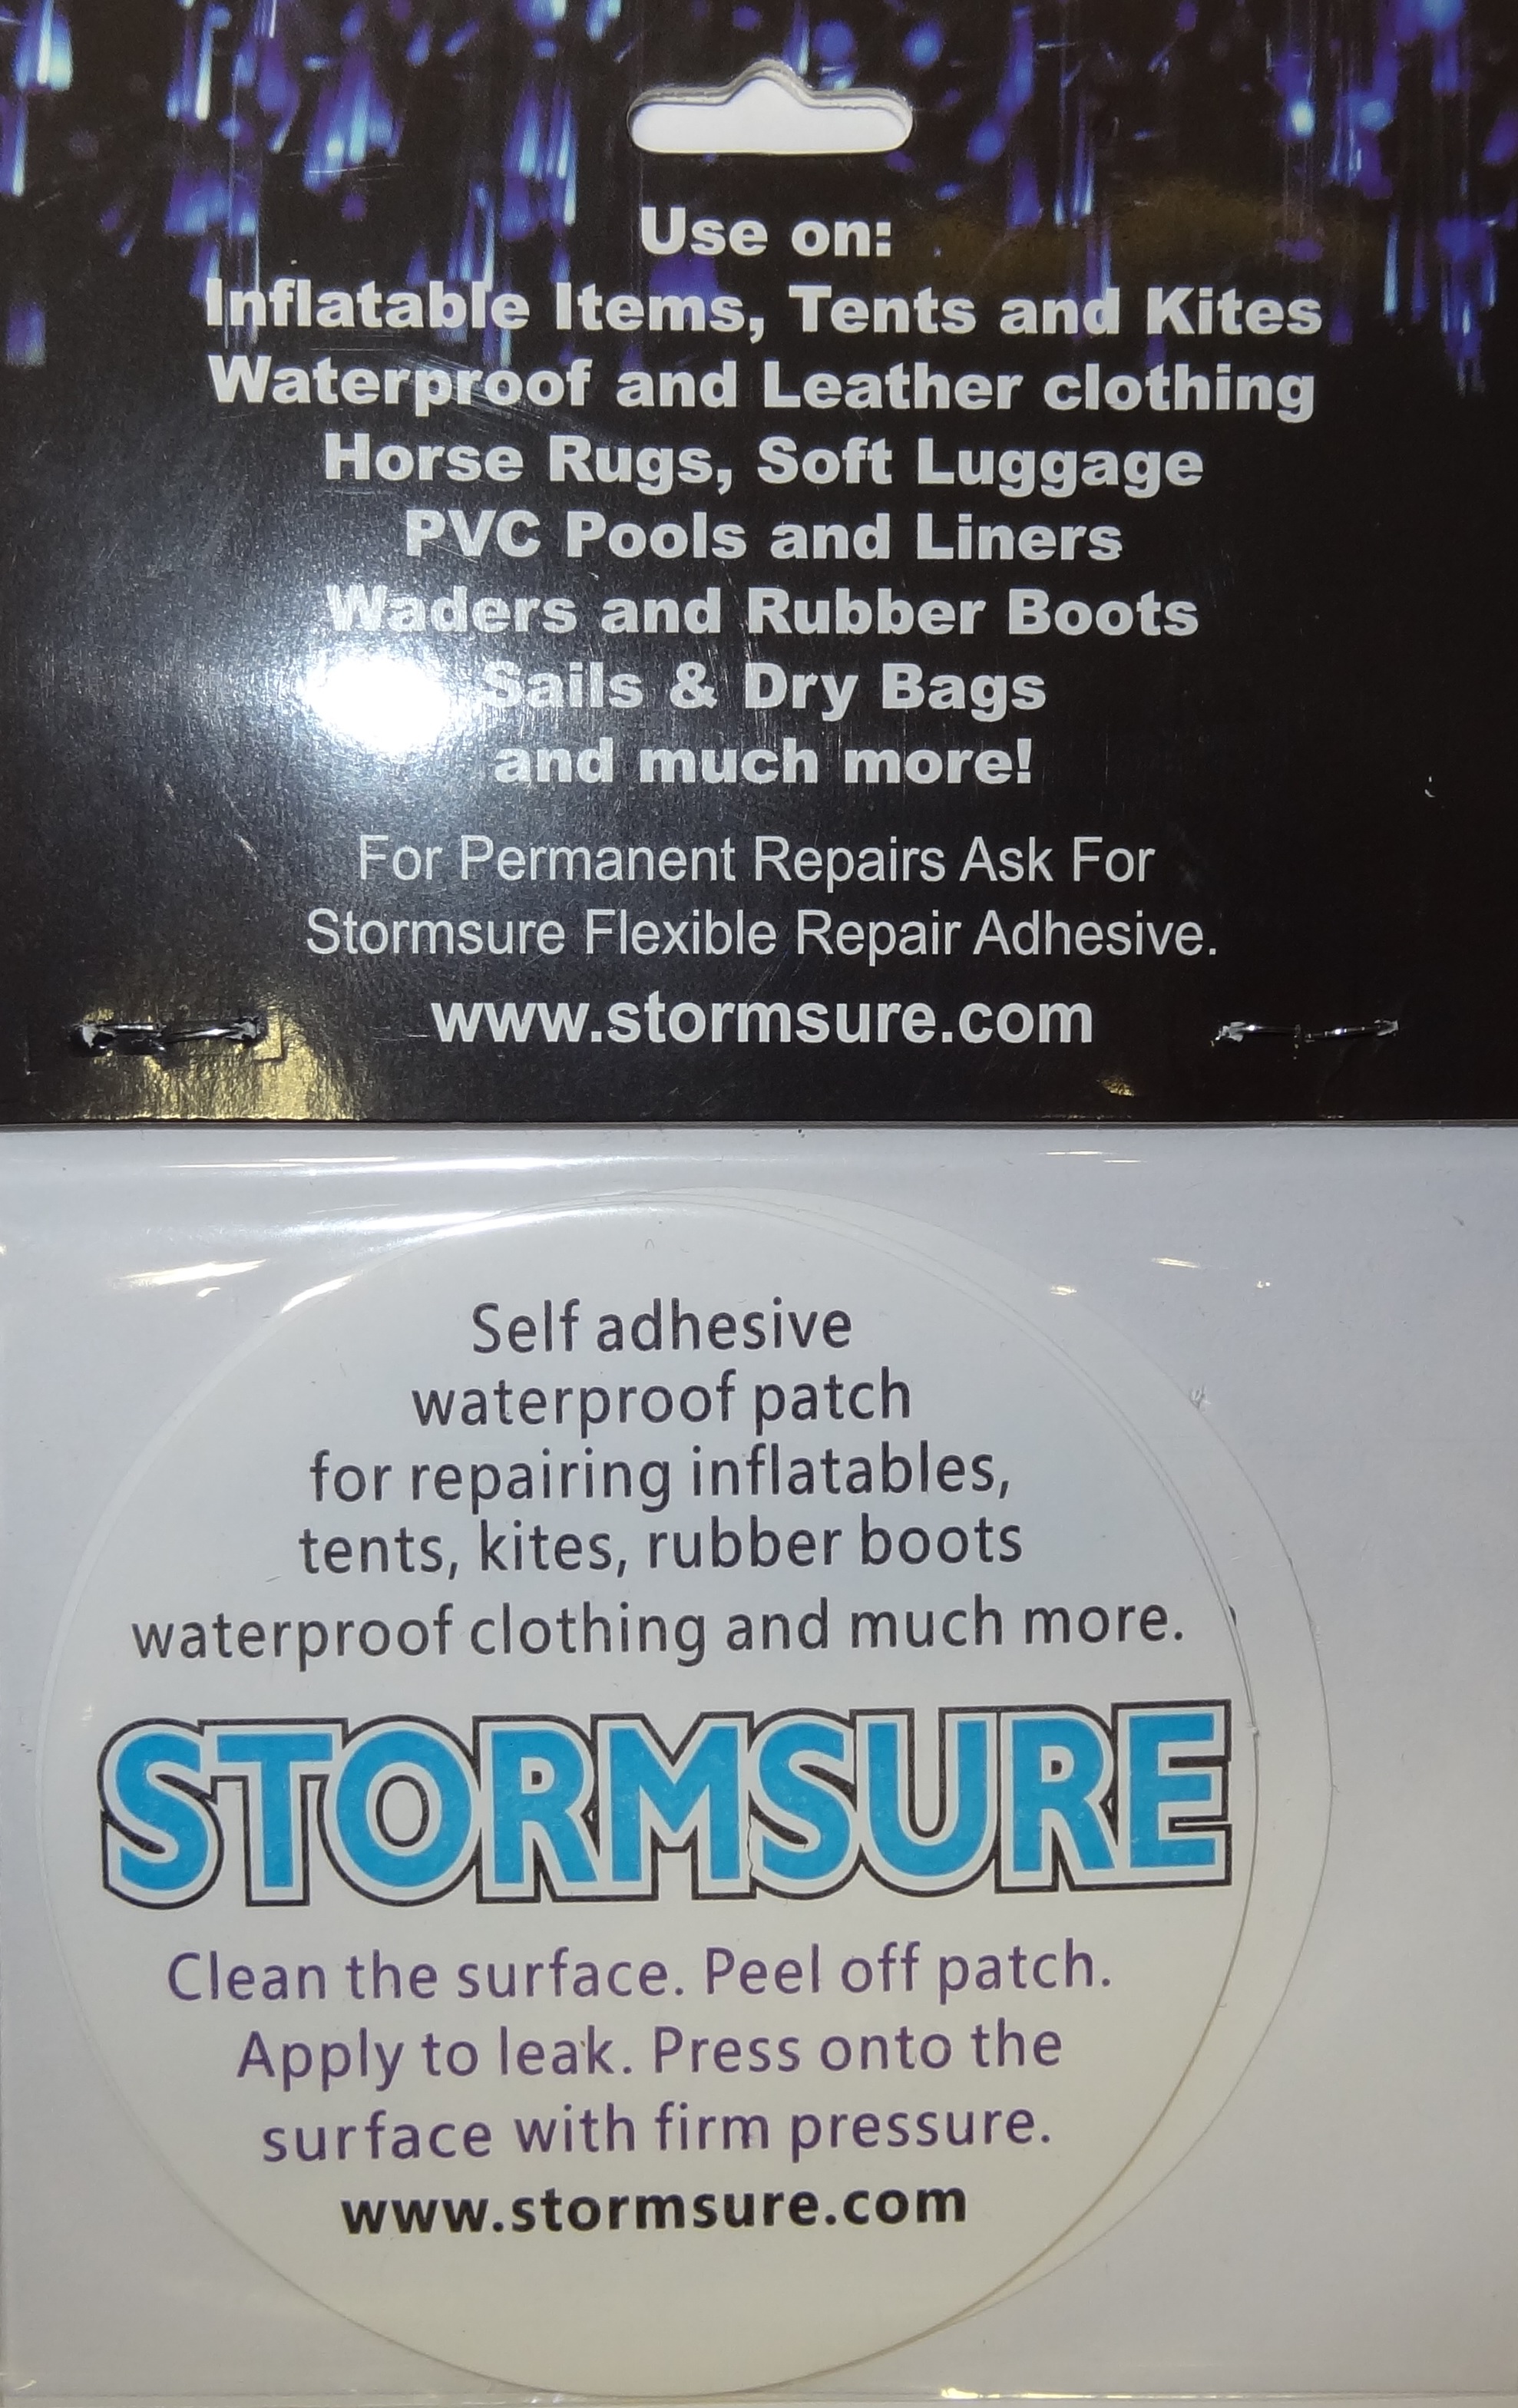 Use on:
Inflatable Items, Tents and Kites
Waterproof and Leather clothing
Horse Rugs, Soft Luggage
PVC Pools and Liners
Waders and Rubber Boots
Sails & Dry Bags
and much more!
For Permanent Repairs Ask For
Stormsure Flexible Repair Adhesive.
www.stormsure.com
Self adhesive
waterproof patch
for repairing inflatables,
tents, kites, rubber boots
waterproof clothing and much more.
STORMSURE
Clean the surface. Peel off patch.
Apply to leak. Press onto the
surface with firm pressure.
www.stormsure.com